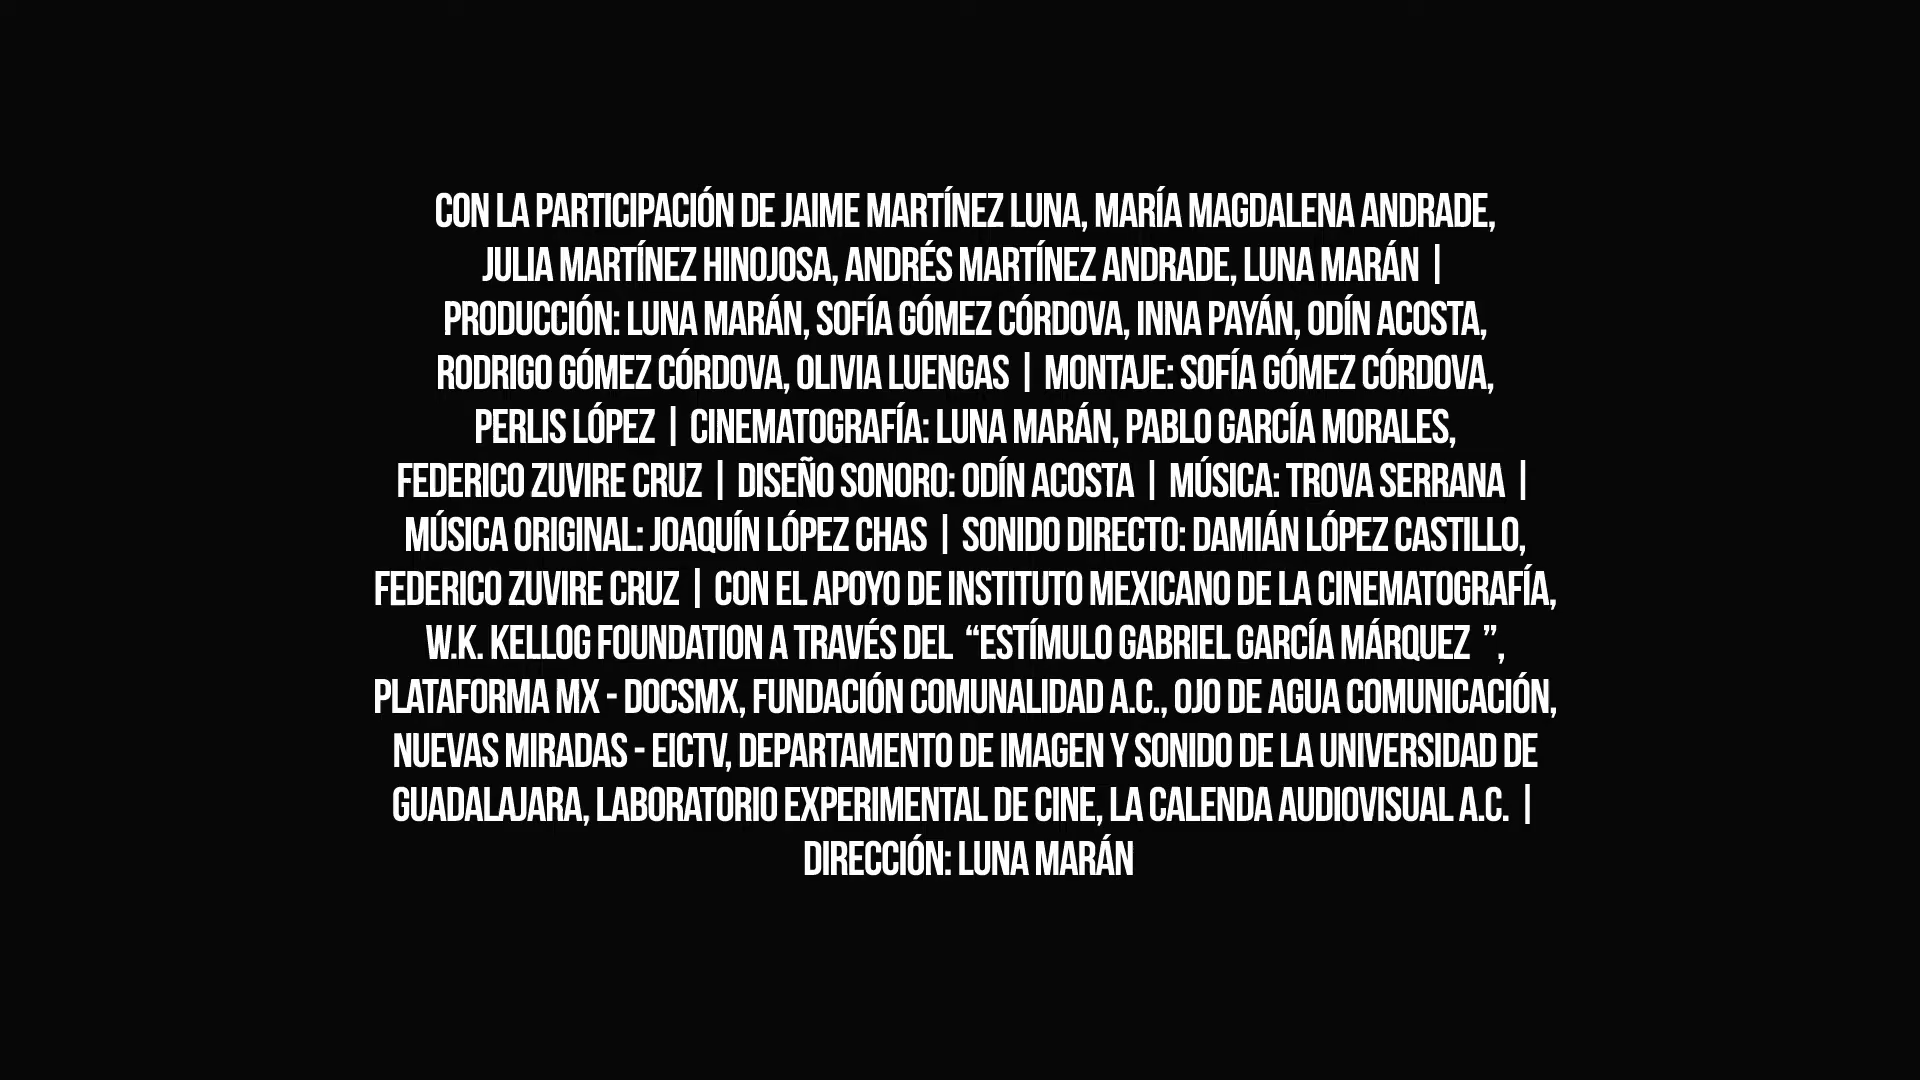 CON LA PARTICIPACIÓN DE JAIME MARTÍNEZ LUNA, MARÍA MAGDALENA ANDRADE,
JULIA MARTÍNEZ HINOJOSA, ANDRÉS MARTÍNEZ ANDRADE, LUNA MARÁN |
PRODUCCIÓN: LUNA MARÁN, SOFÍA GÓMEZ CÓRDOVA, INNA PAYÁN, ODÍN ACOSTA,
RODRIGO GÓMEZ CÓRDOVA, OLIVIA LUENGAS | MONTAJE: SOFÍA GÓMEZ CÓRDOVA,
PERLIS LÓPEZ | CINEMATOGRAFÍA: LUNA MARÁN, PABLO GARCÍA MORALES,
FEDERICO ZUVIRE CRUZ | DISEÑO SONORO: ODÍN ACOSTA | MÚSICA: TROVA SERRANA |
MÚSICA ORIGINAL: JOAQUÍN LÓPEZ CHAS | SONIDO DIRECTO: DAMIÁN LÓPEZ CASTILLO,
FEDERICO ZUVIRE CRUZ | CON EL APOYO DE INSTITUTO MEXICANO DE LA CINEMATOGRAFÍA,
W.K. KELLOG FOUNDATION A TRAVÉS DEL “ESTÍMULO GABRIEL GARCÍA MÁRQUEZ ”,
PLATAFORMA MX - DOCSMX, FUNDACIÓN COMUNALIDAD A.C., OJO DE AGUA COMUNICACIÓN,
NUEVAS MIRADAS - EICTV, DEPARTAMENTO DE IMAGEN Y SONIDO DE LA UNIVERSIDAD DE
GUADALAJARA, LABORATORIO EXPERIMENTAL DE CINE, LA CALENDA AUDIOVISUAL A.C. |
DIRECCIÓN: LUNA MARÁN